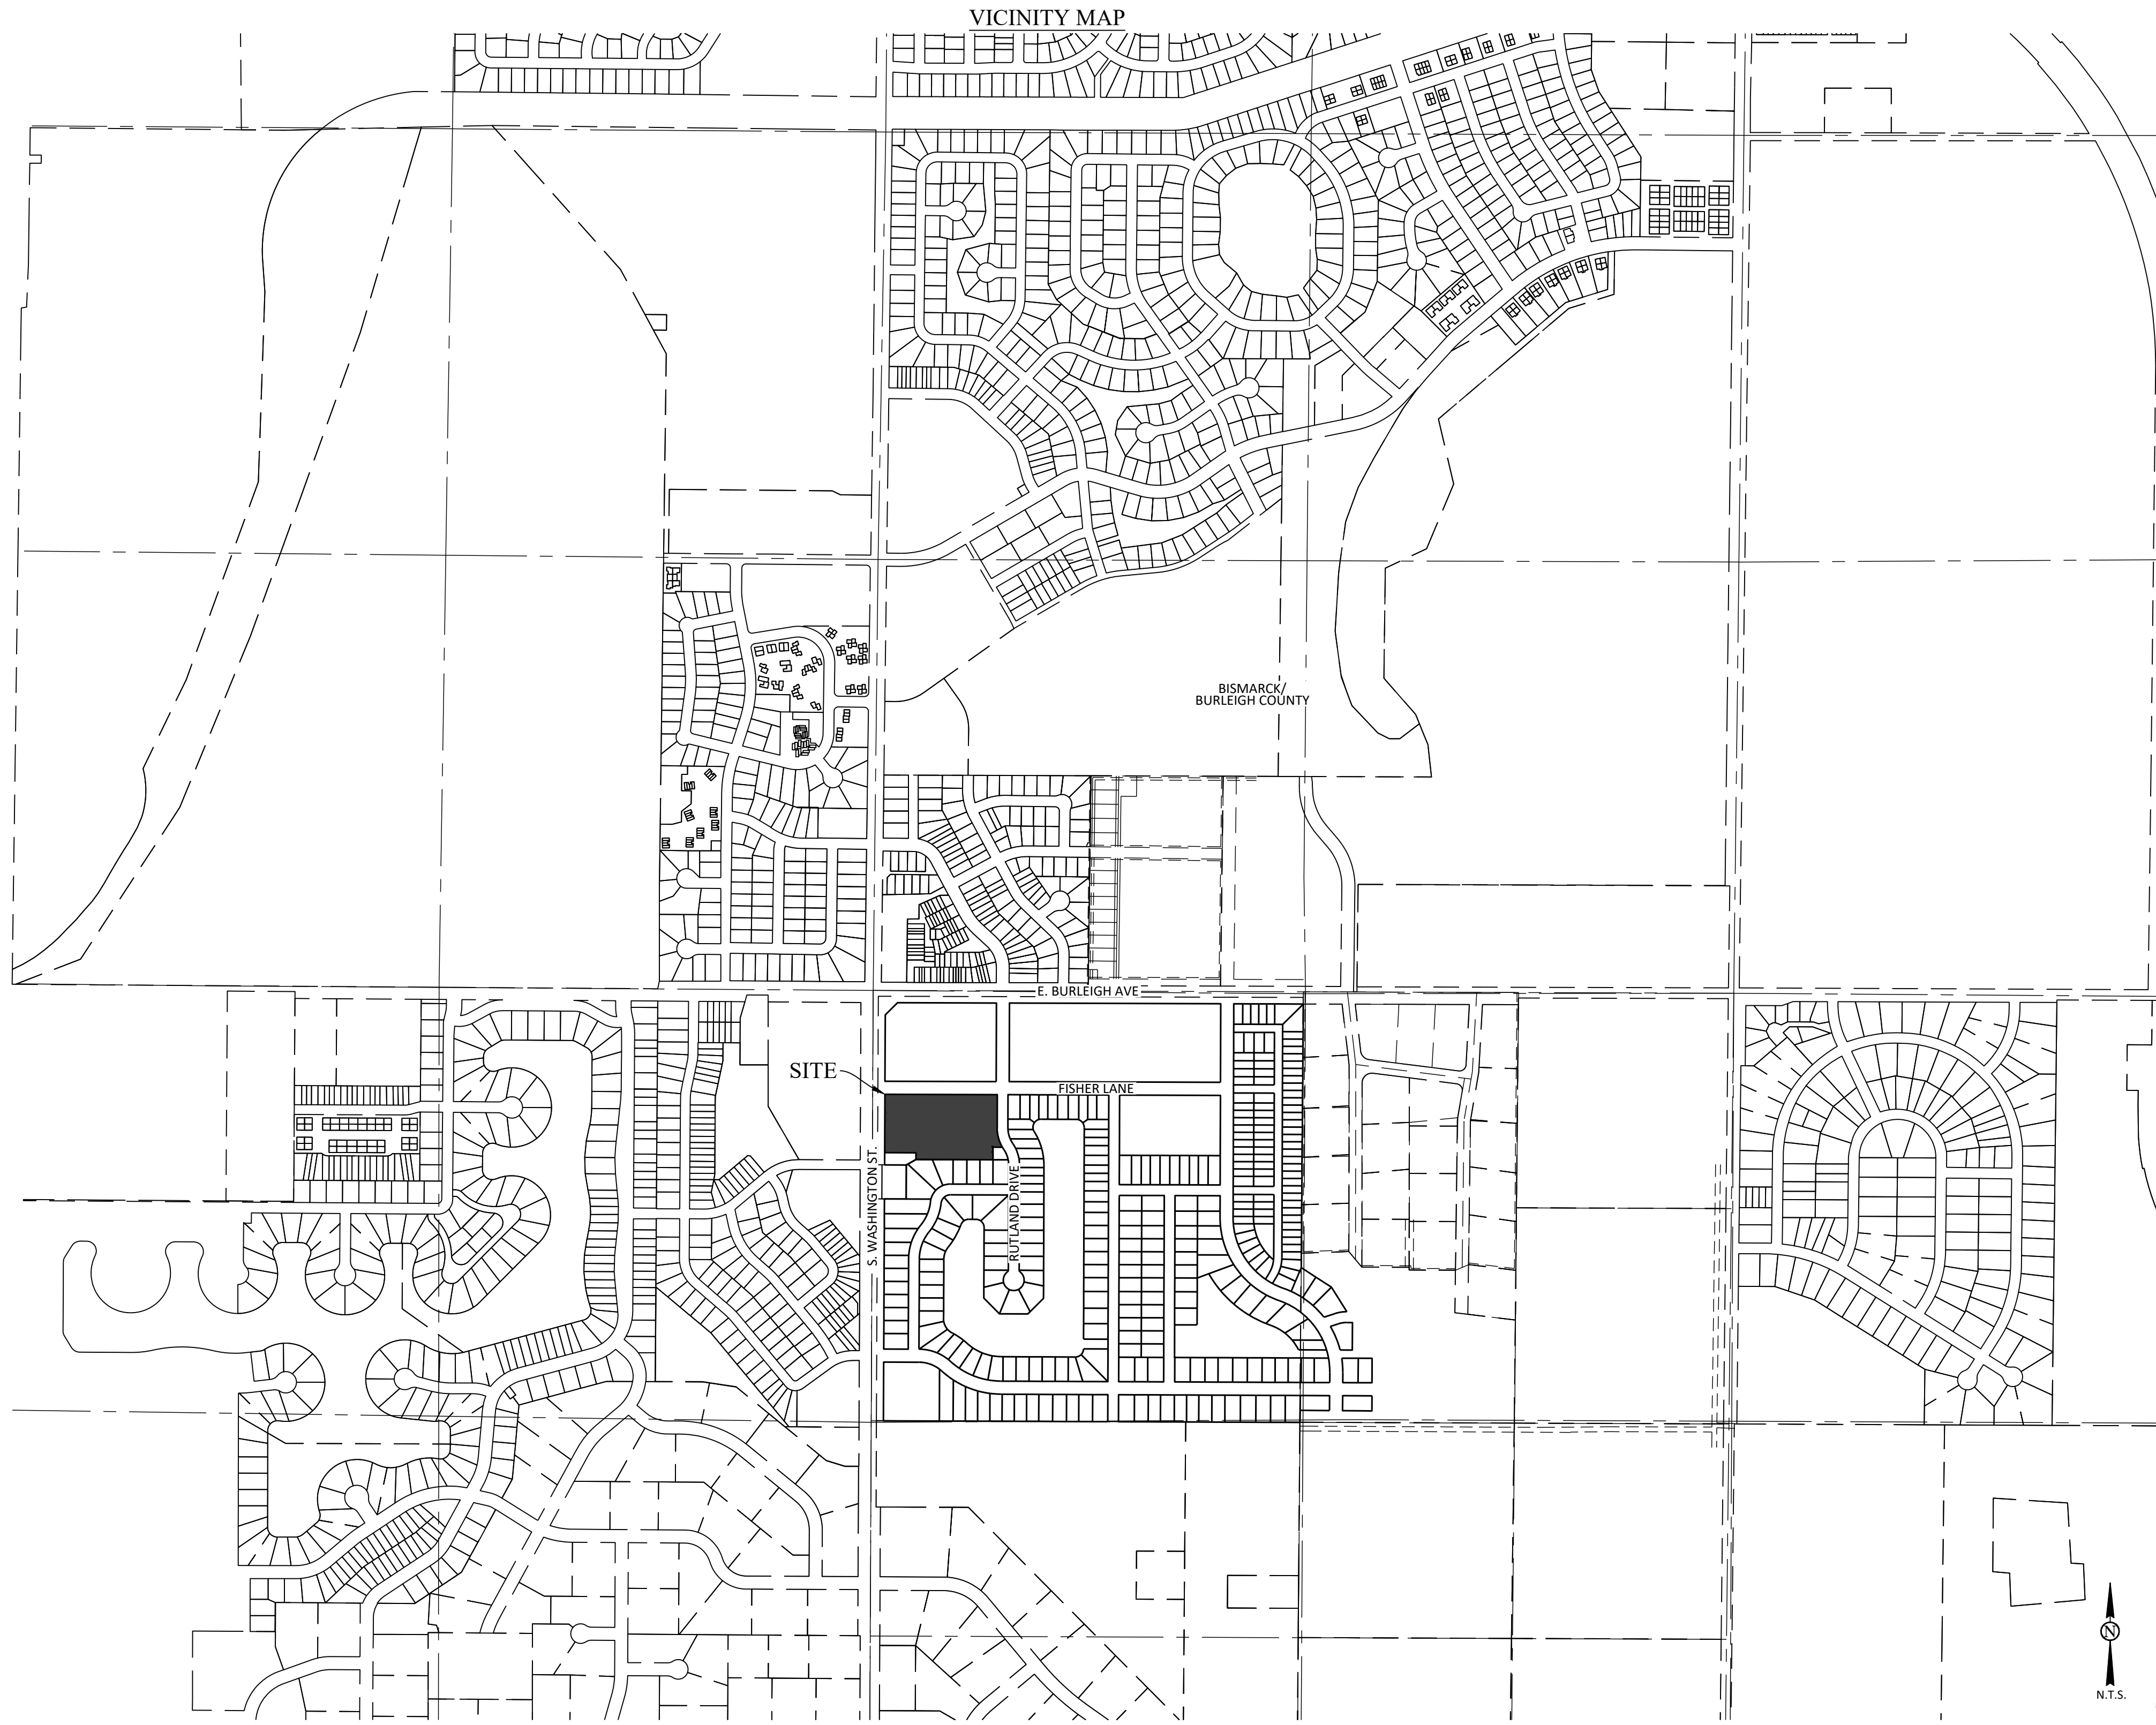 VICINITY MAP
BISMARCK/
BURLEIGH COUNTY
E. BURLEIGH AVE
SITE
FISHER LANE
S. WASHINGTON ST.
RUTLAND DRIVE
N
N.T.S.